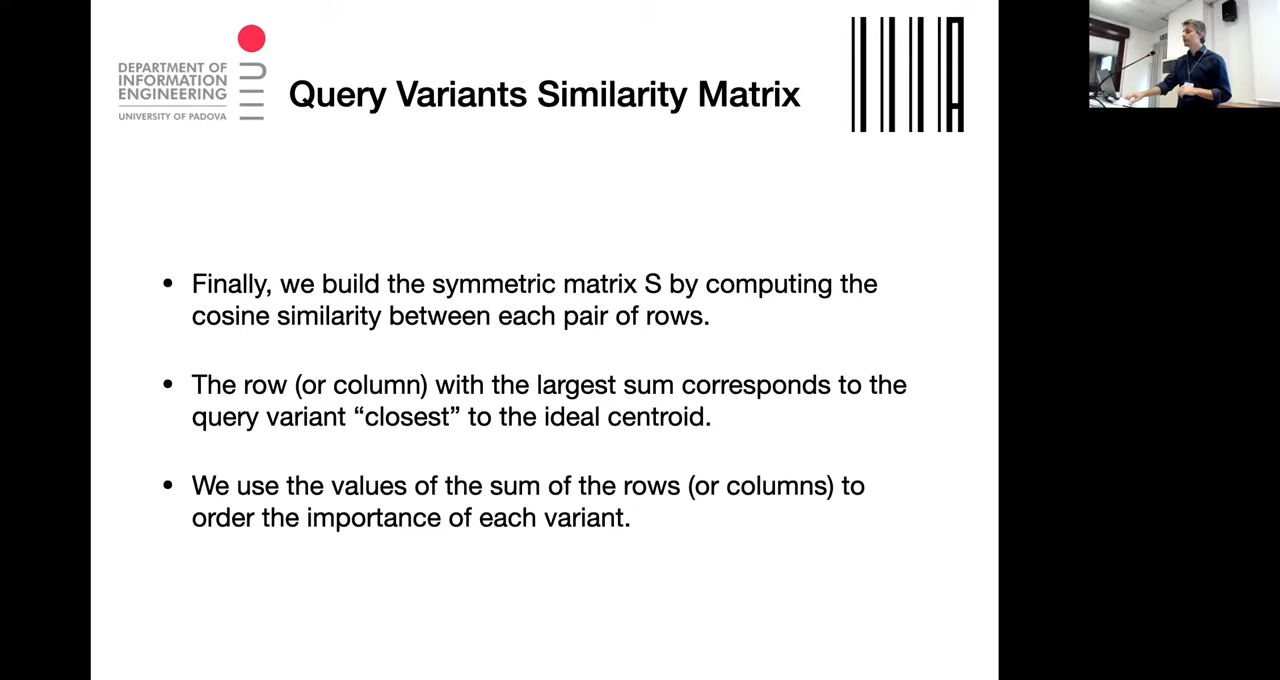 DEPARTMENT OF
INFORMATION
ENGINEERING
UNIVERSITY OF PADOVA
Query Variants Similarity Matrix
• Finally, we build the symmetric matrix S by computing the
cosine similarity between each pair of rows.
• The row (or column) with the largest sum corresponds to the
query variant “closest” to the ideal centroid.
• We use the values of the sum of the rows (or columns) to
order the importance of each variant.